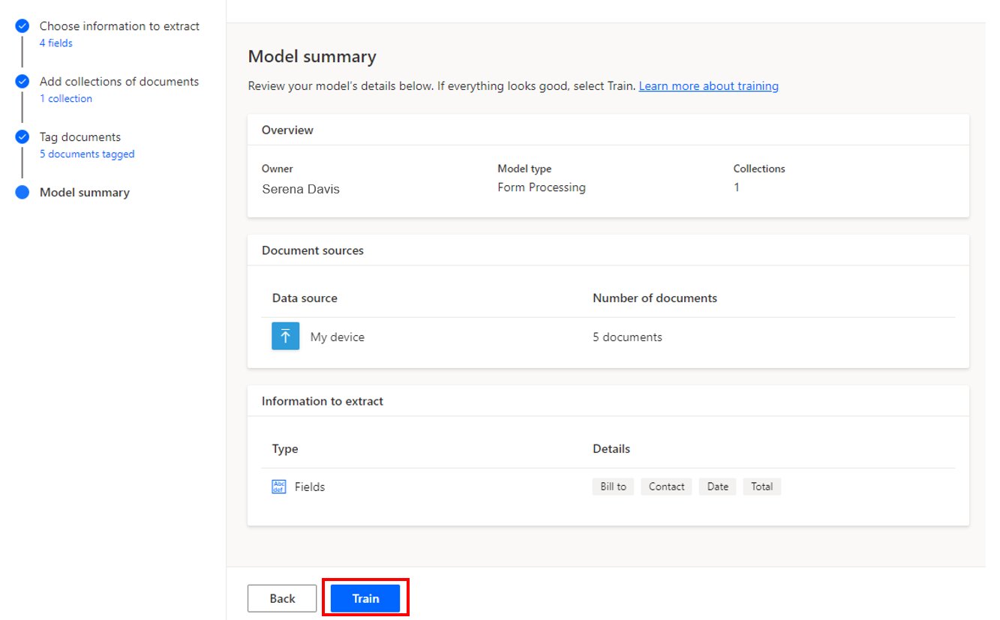 Choose information to extract
4 fields
Add collections of documents
1 collection
Tag documents
5 documents tagged
Model summary
Model summary
Review your model's details below. If everything looks good, select Train. Learn more about training
Overview
Owner Model type Collections
Serena Davis Form Processing 1
Document sources
Data source Number of documents
My device 5 documents
Information to extract
Type Details
Abc
def
Fields Bill to Contact Date Total
Back Train